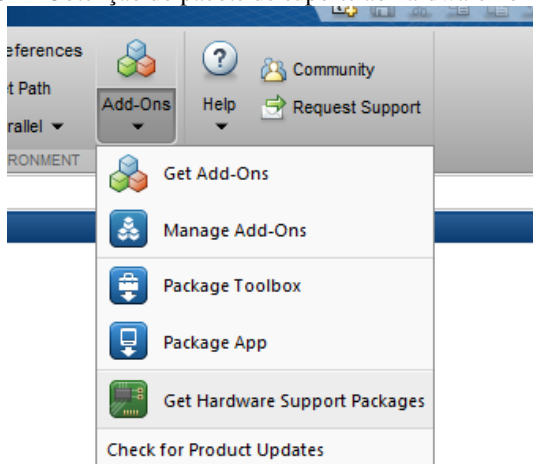 eferences
t Path
rallel
RONMENT
Add-Ons
Help
Community
Request Support
Get Add-Ons
Manage Add-Ons
Package Toolbox
Package App
Get Hardware Support Packages
Check for Product Updates